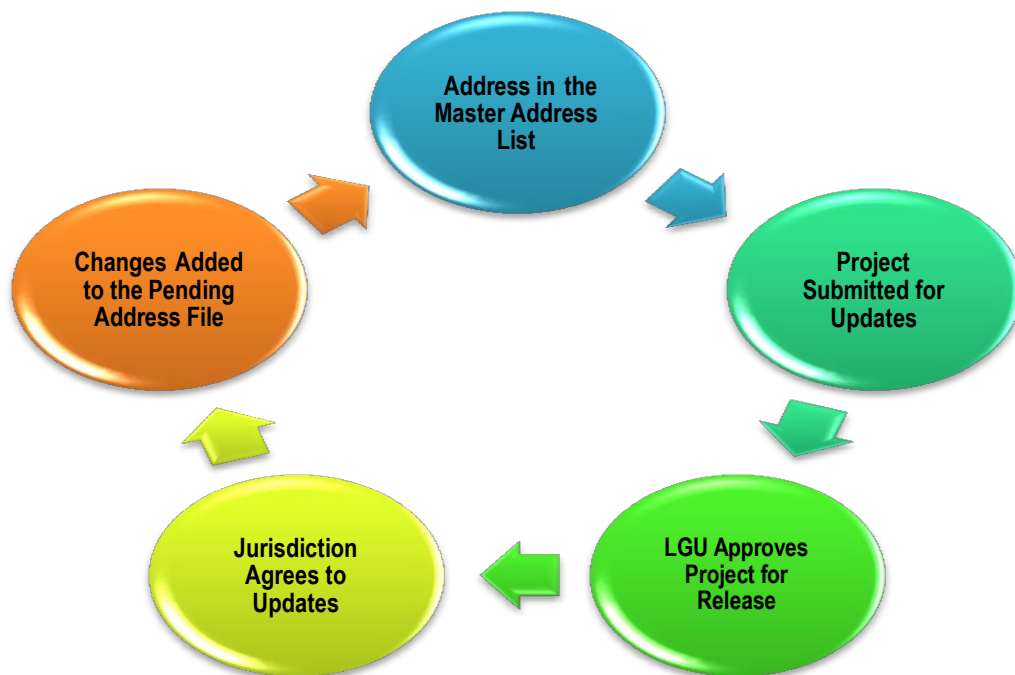 Address in the
Master Address
List
Project
Submitted for
Updates
LGU Approves
Project for
Release
Jurisdiction
Agrees to
Updates
Changes Added
to the Pending
Address File